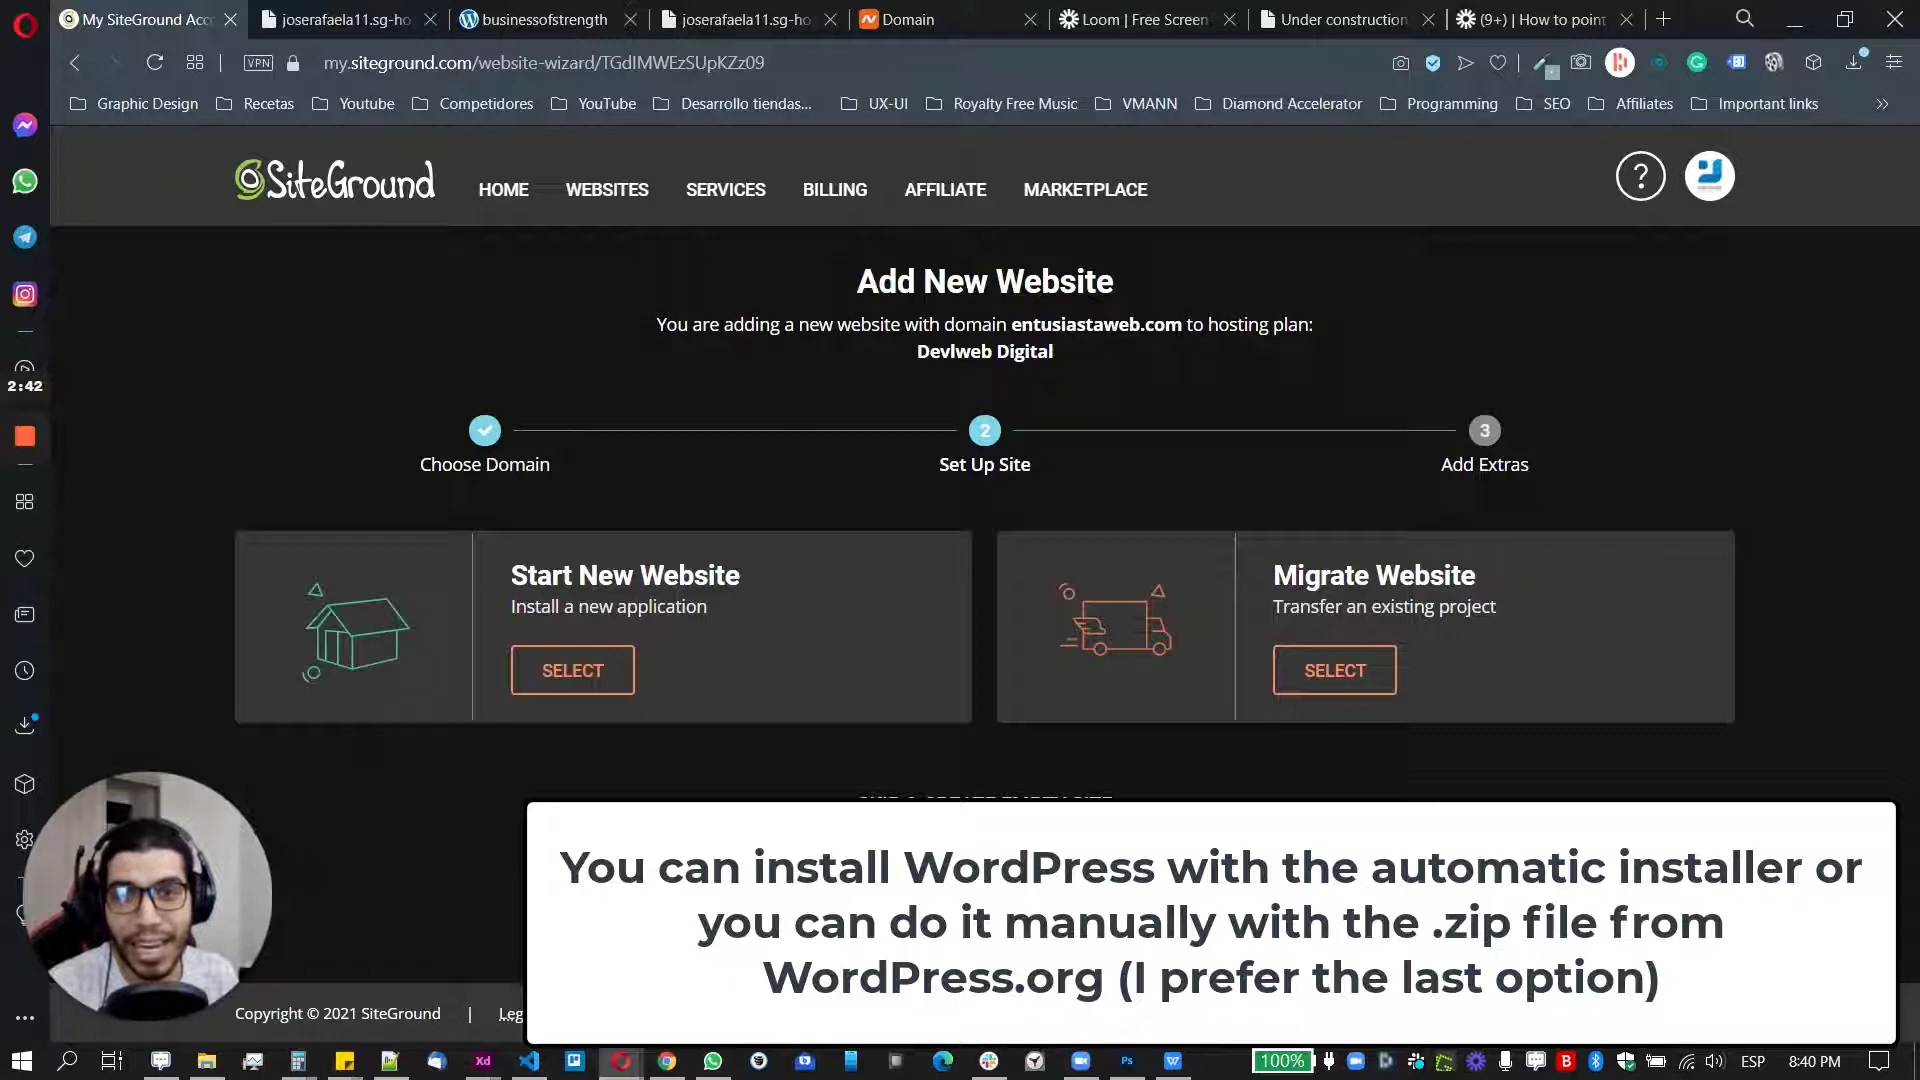 My SiteGround Acc
joserafaela11.sg-ho
businessofstrength
joserafaela11.sg-ho
Domain
Loom | Free Screen
Under construction
(9+) | How to point
VPN
my.siteground.com/website-wizard/TGdIMWEzSUpKZz09
Graphic Design
Recetas
Youtube
Competidores
YouTube
Desarrollo tiendas...
UX-UI
Royalty Free Music
VMANN
Diamond Accelerator
Programming
SEO
Affiliates
Important links
SiteGround
HOME
WEBSITES
SERVICES
BILLING
AFFILIATE
MARKETPLACE
?
Add New Website
You are adding a new website with domain entusiastaweb.com to hosting plan:
Devlweb Digital
2:42
2
3
Choose Domain
Set Up Site
Add Extras
Start New Website
Install a new application
SELECT
Migrate Website
Transfer an existing project
SELECT
You can install WordPress with the automatic installer or
you can do it manually with the .zip file from
WordPress.org (I prefer the last option)
Copyright © 2021 SiteGround
|
Leg
Xd
Ps
100%
B
ESP
8:40 PM